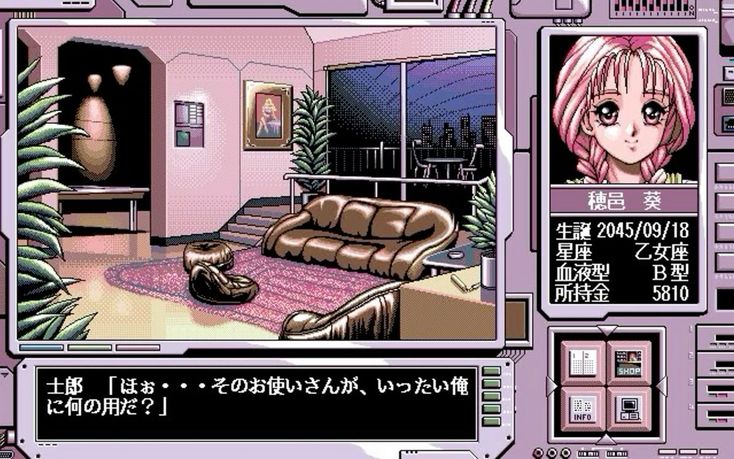 穂邑 葵
生誕 2045/09/18
星座 乙女座
血液型 B型
所持金 5810
1 2
SHOP
INFO
士郎 「ほぉ・・・そのお使いさんが、いったい俺
に何の用だ?」